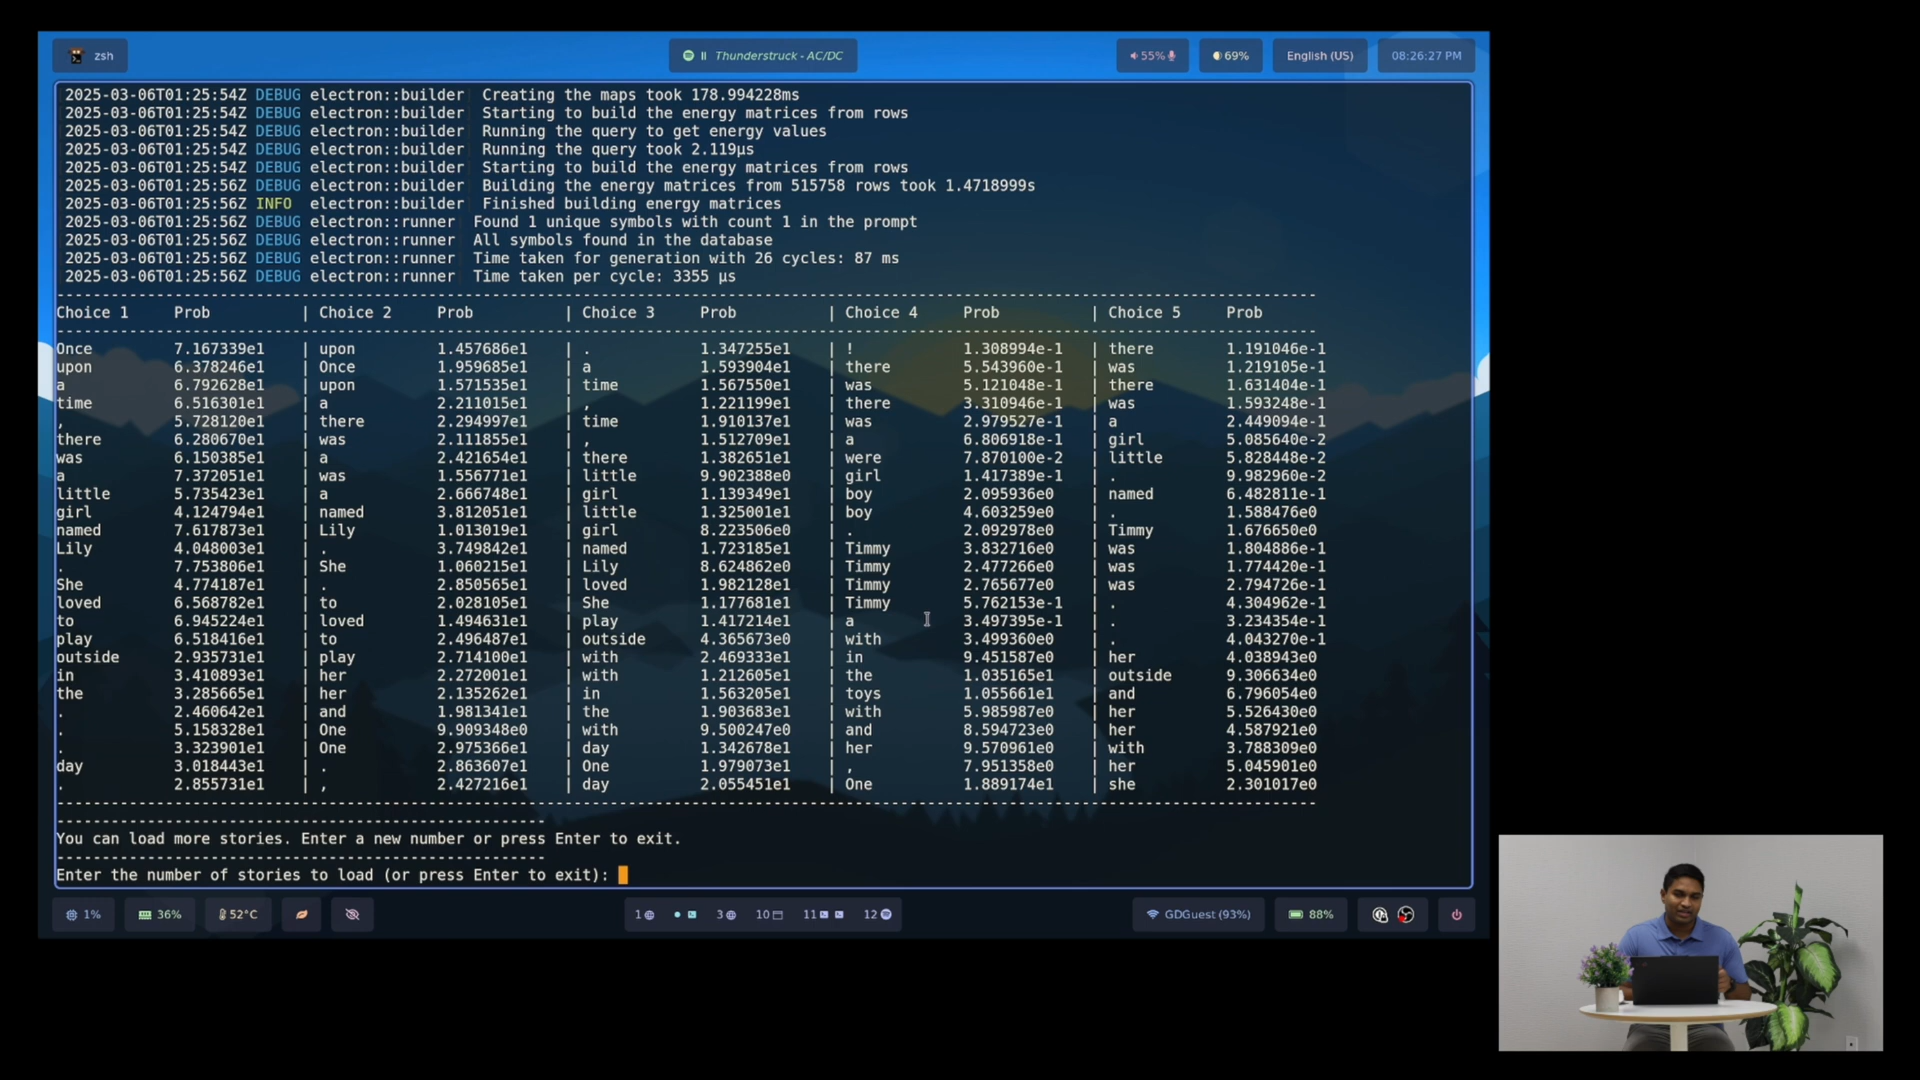 zsh
Thunderstruck - AC/DC
55%
69%
English (US)
08:26:27 PM
2025-03-06T01:25:54Z DEBUG electron::builder Creating the maps took 178.994228ms
2025-03-06T01:25:54Z DEBUG electron::builder Starting to build the energy matrices from rows
2025-03-06T01:25:54Z DEBUG electron::builder Running the query to get energy values
2025-03-06T01:25:54Z DEBUG electron::builder Running the query took 2.119µs
2025-03-06T01:25:54Z DEBUG electron::builder Starting to build the energy matrices from rows
2025-03-06T01:25:56Z DEBUG electron::builder Building the energy matrices from 515758 rows took 1.4718999s
2025-03-06T01:25:56Z INFO electron::builder Finished building energy matrices
2025-03-06T01:25:56Z DEBUG electron::runner Found 1 unique symbols with count 1 in the prompt
2025-03-06T01:25:56Z DEBUG electron::runner All symbols found in the database
2025-03-06T01:25:56Z DEBUG electron::runner Time taken for generation with 26 cycles: 87 ms
2025-03-06T01:25:56Z DEBUG electron::runner Time taken per cycle: 3355 µs
Choice 1 Prob | Choice 2 Prob | Choice 3 Prob | Choice 4 Prob | Choice 5 Prob
Once 7.167339e1 | upon 1.457686e1 | . 1.347255e1 | ! 1.308994e-1 | there 1.191046e-1
upon 6.378246e1 | Once 1.959685e1 | a 1.593904e1 | there 5.543960e-1 | was 1.219105e-1
a 6.792628e1 | upon 1.571535e1 | time 1.567550e1 | was 5.121048e-1 | there 1.631404e-1
time 6.516301e1 | a 2.211015e1 | , 1.221199e1 | there 3.310946e-1 | was 1.593248e-1
, 5.728120e1 | there 2.294997e1 | time 1.910137e1 | was 2.979527e-1 | a 2.449094e-1
there 6.280670e1 | was 2.111855e1 | , 1.512709e1 | a 6.806918e-1 | girl 5.085640e-2
was 6.150385e1 | a 2.421654e1 | there 1.382651e1 | were 7.870100e-2 | little 5.828448e-2
a 7.372051e1 | was 1.556771e1 | little 9.902388e0 | girl 1.417389e-1 | . 9.982960e-2
little 5.735423e1 | a 2.666748e1 | girl 1.139349e1 | boy 2.095936e0 | named 6.482811e-1
girl 4.124794e1 | named 3.812051e1 | little 1.325001e1 | boy 4.603259e0 | . 1.588476e0
named 7.617873e1 | Lily 1.013019e1 | girl 8.223506e0 | . 2.092978e0 | Timmy 1.676650e0
Lily 4.048003e1 | . 3.749842e1 | named 1.723185e1 | Timmy 3.832716e0 | was 1.804886e-1
. 7.753806e1 | She 1.060215e1 | Lily 8.624862e0 | Timmy 2.477266e0 | was 1.774420e-1
She 4.774187e1 | . 2.850565e1 | loved 1.982128e1 | Timmy 2.765677e0 | was 2.794726e-1
loved 6.568782e1 | to 2.028105e1 | She 1.177681e1 | Timmy 5.762153e-1 | . 4.304962e-1
to 6.945224e1 | loved 1.494631e1 | play 1.417214e1 | a 3.497395e-1 | . 3.234354e-1
play 6.518416e1 | to 2.496487e1 | outside 4.365673e0 | with 3.499360e0 | . 4.043270e-1
outside 2.935731e1 | play 2.714100e1 | with 2.469333e1 | in 9.451587e0 | her 4.038943e0
in 3.410893e1 | her 2.272001e1 | with 1.212605e1 | the 1.035165e1 | outside 9.306634e0
the 3.285665e1 | her 2.135262e1 | in 1.563205e1 | toys 1.055661e1 | and 6.796054e0
. 2.460642e1 | and 1.981341e1 | the 1.903683e1 | with 5.985987e0 | her 5.526430e0
. 5.158328e1 | One 9.909348e0 | with 9.500247e0 | and 8.594723e0 | her 4.587921e0
. 3.323901e1 | One 2.975366e1 | day 1.342678e1 | her 9.570961e0 | with 3.788309e0
day 3.018443e1 | . 2.863607e1 | One 1.979073e1 | , 7.951358e0 | her 5.045901e0
. 2.855731e1 | , 2.427216e1 | day 2.055451e1 | One 1.889174e1 | she 2.301017e0
You can load more stories. Enter a new number or press Enter to exit.
Enter the number of stories to load (or press Enter to exit):
1%
36%
52°C
1
3
10
11
12
GDGuest (93%)
88%